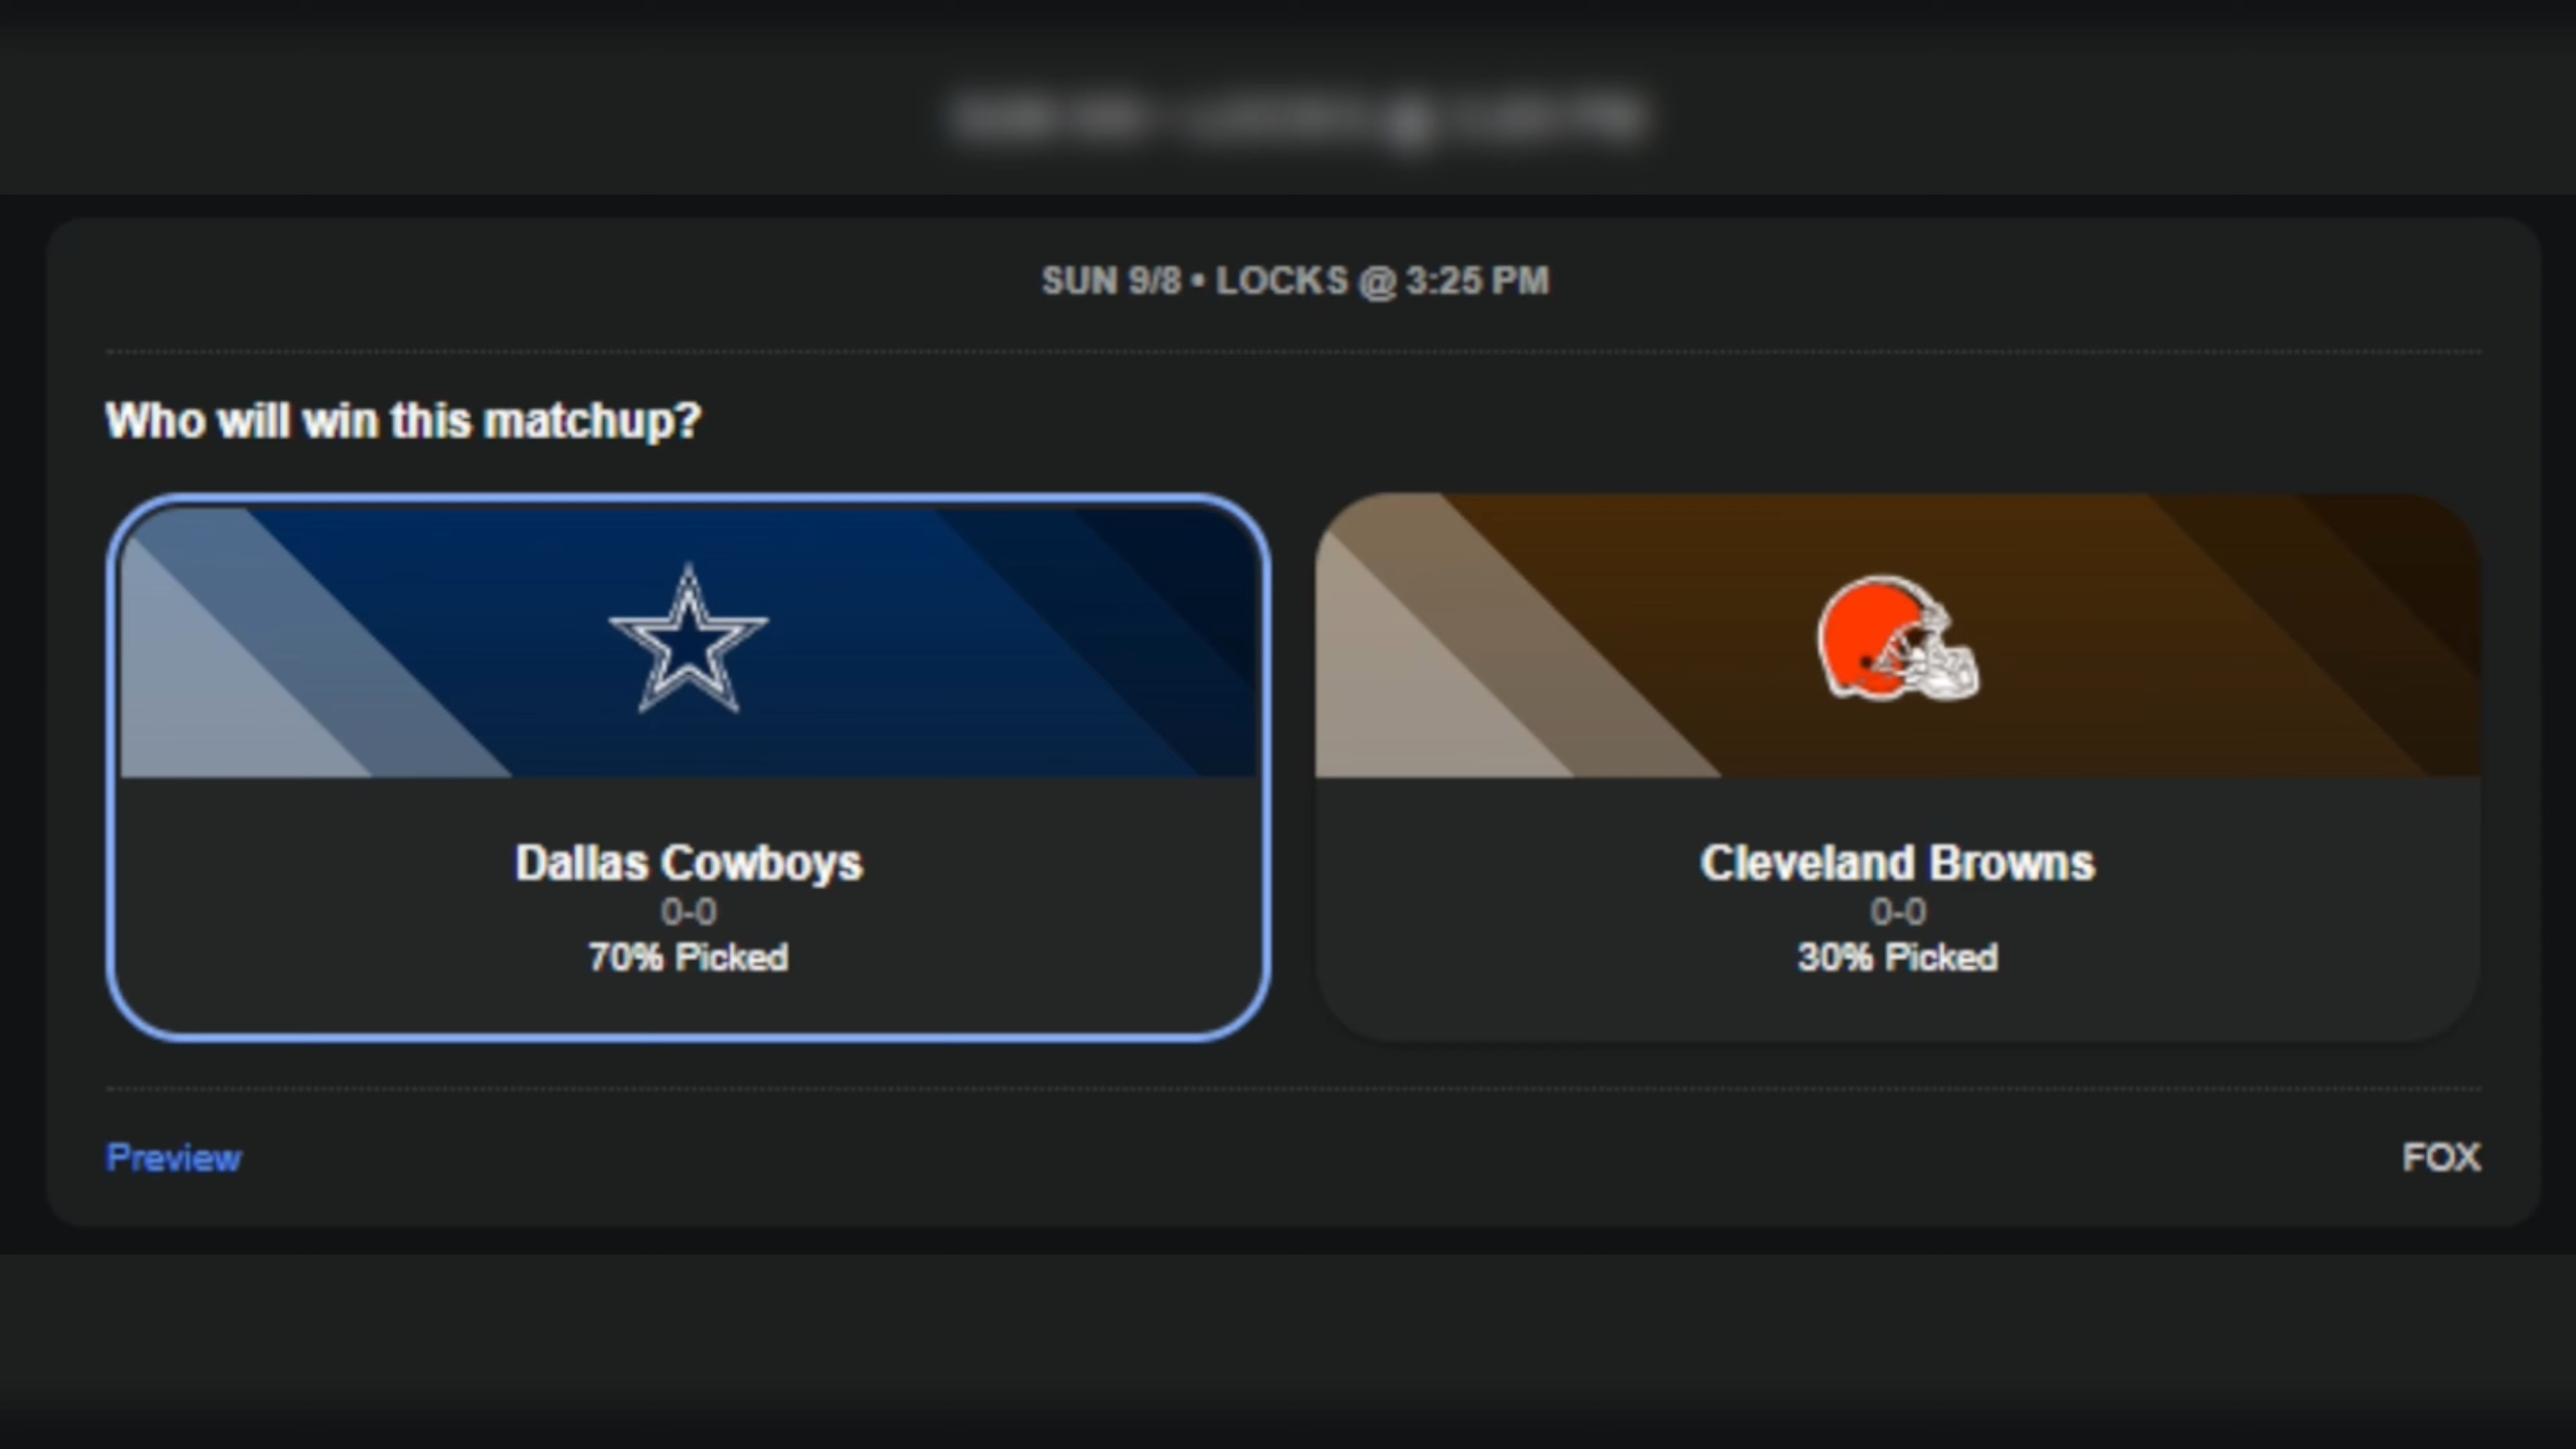 SUN 9/8 • LOCKS @ 3:25 PM
Who will win this matchup?
Dallas Cowboys
0-0
70% Picked
Cleveland Browns
0-0
30% Picked
Preview
FOX